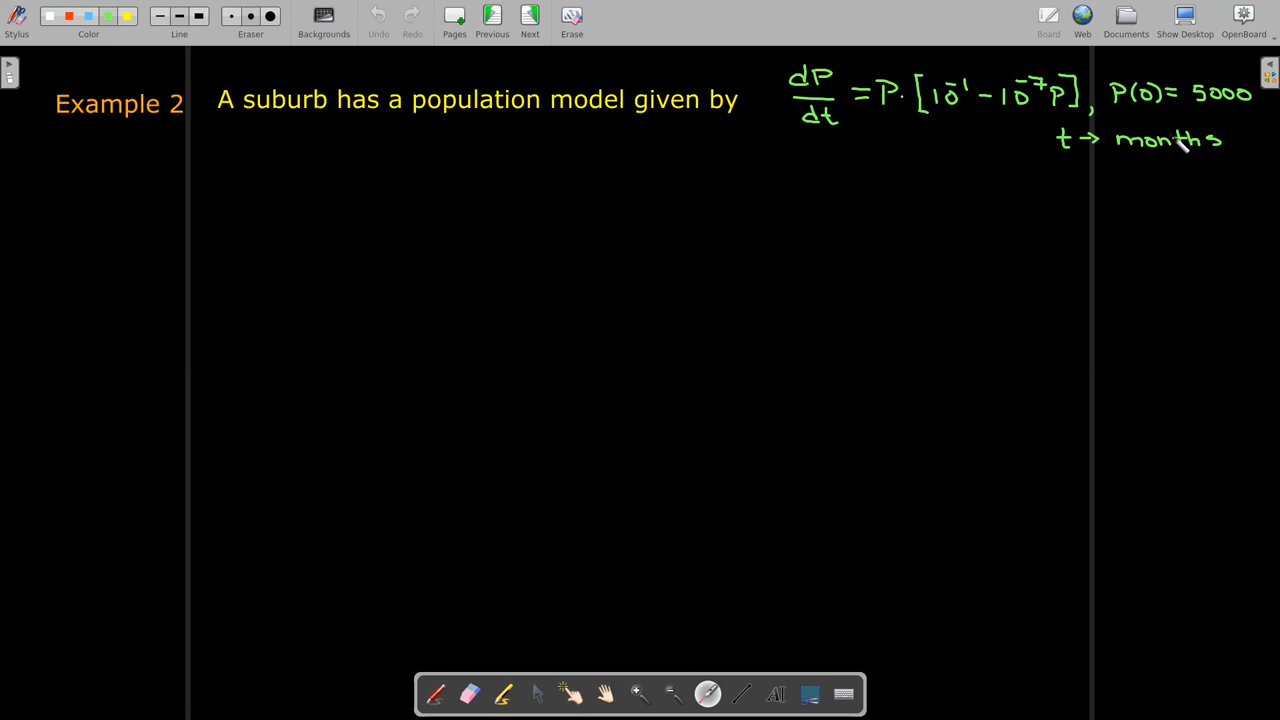 Stylus
Color
Line
Eraser
Backgrounds
Undo
Redo
Pages
Previous
Next
Erase
Board
Web
Documents
Show Desktop
OpenBoard
Example 2 A suburb has a population model given by dP/dt = P·[10⁻¹ − 10⁻⁷P], P(0) = 5000
t → months
AI